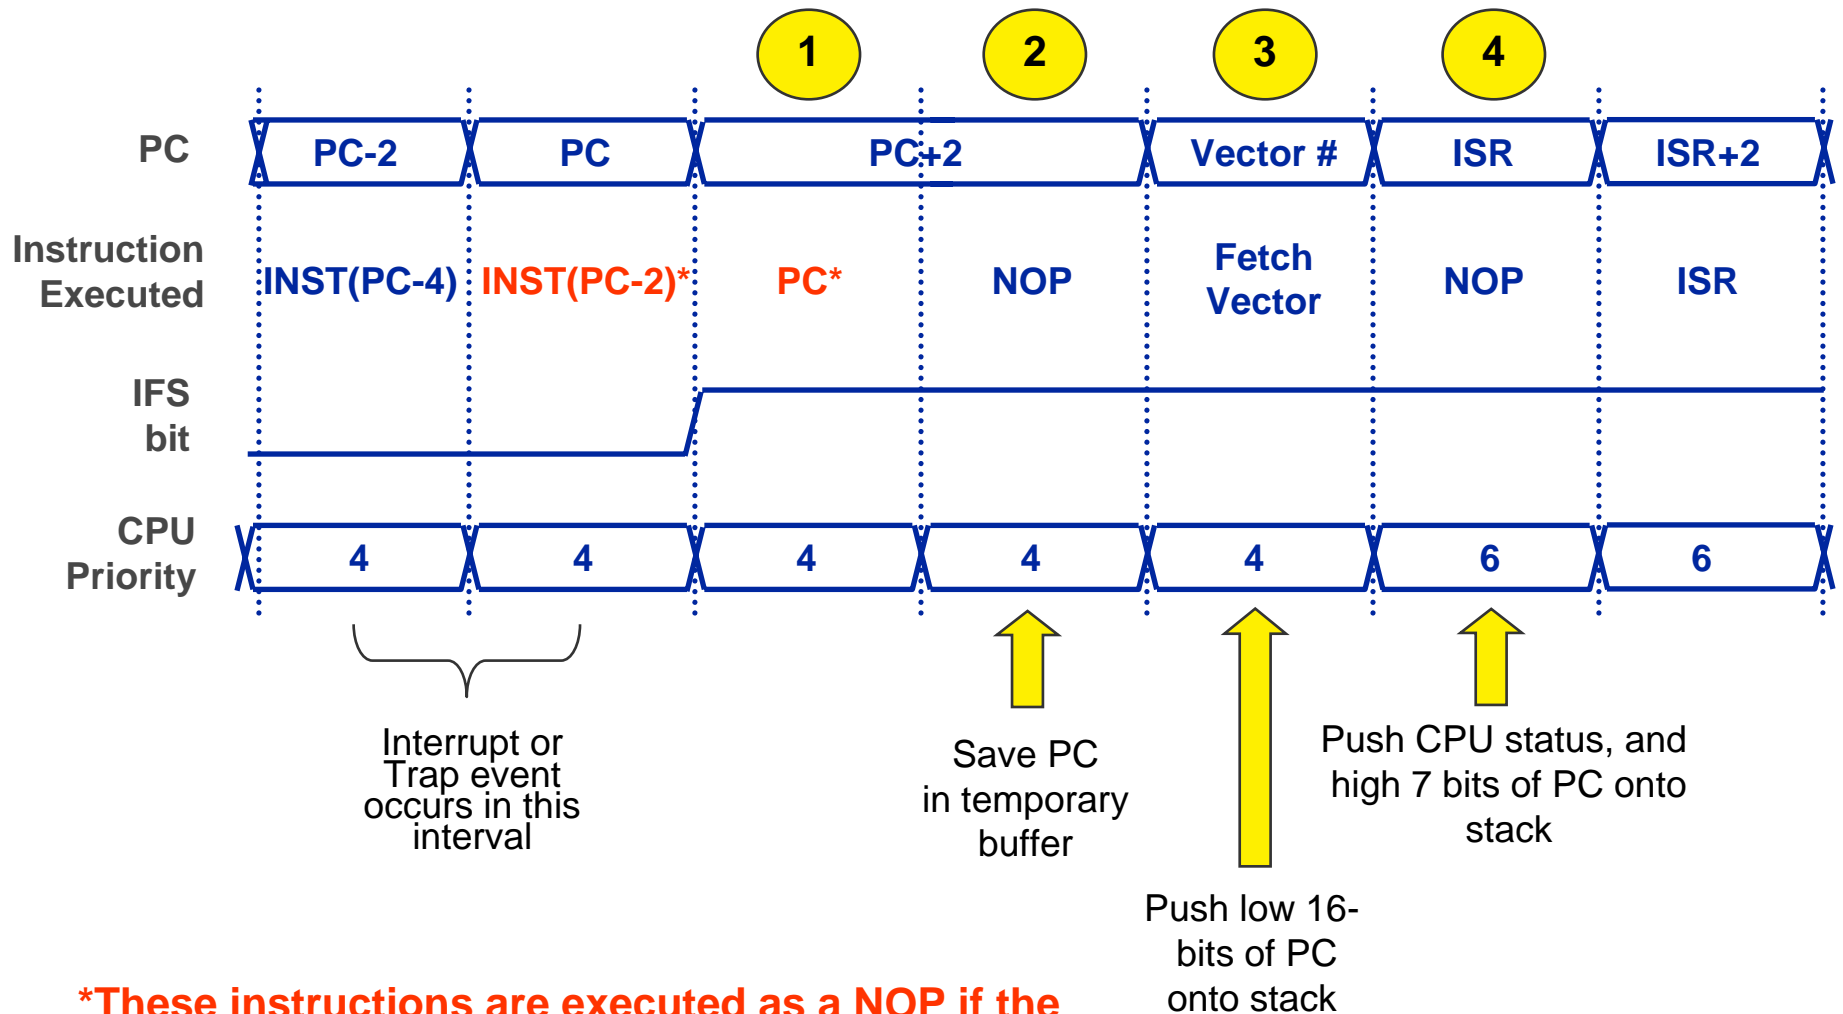 1 2 3 4
PC PC-2 PC PC+2 Vector # ISR ISR+2
Instruction
Executed
INST(PC-4) INST(PC-2)* PC* NOP
Fetch
Vector
NOP ISR
IFS
bit
CPU
Priority
4 4 4 4 4 6 6
Interrupt or
Trap event
occurs in this
interval
Save PC
in temporary
buffer
Push low 16-
bits of PC
onto stack
Push CPU status, and
high 7 bits of PC onto
stack
*These instructions are executed as a NOP if the